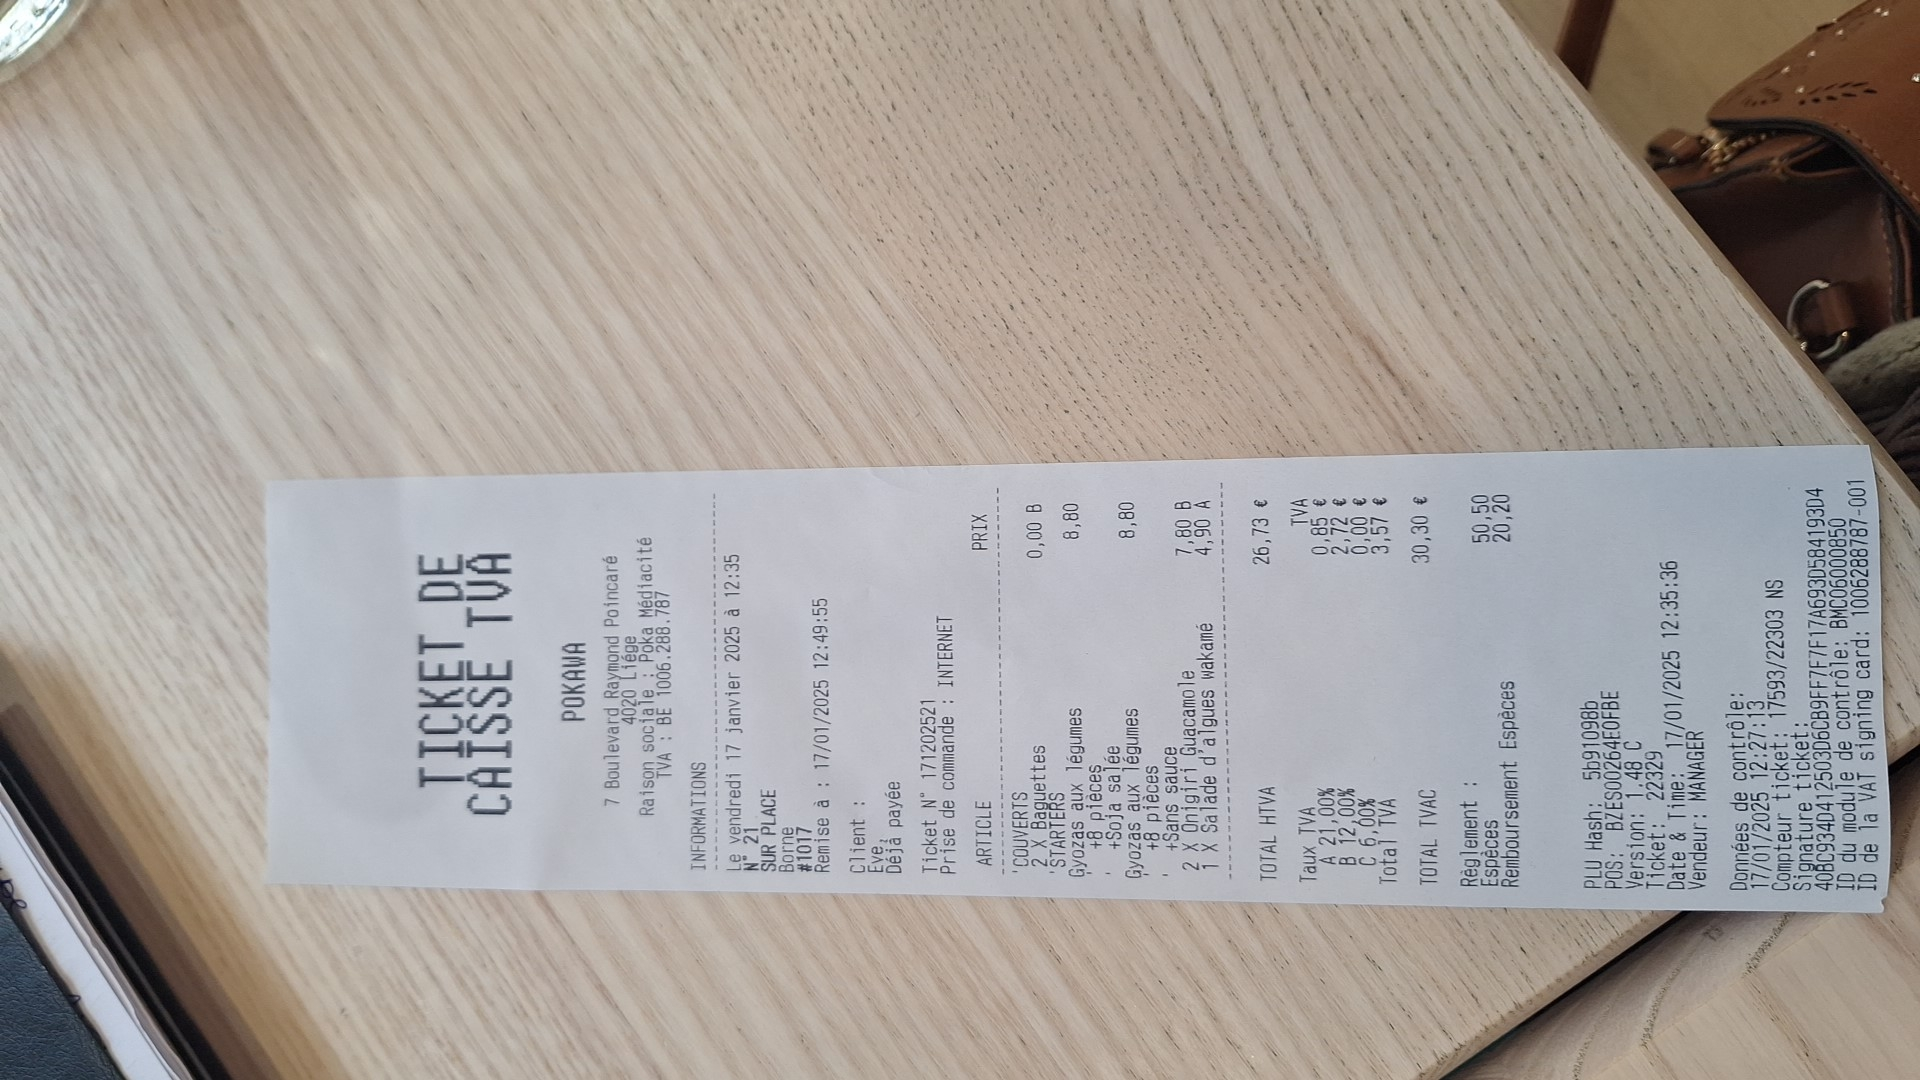 TICKET DE
CAISSE TVA
POKAWA
7 Boulevard Raymond Poincaré
4020 Liége
Raison sociale : Poka Médiacité
TVA : BE 1006.288.787
INFORMATIONS
Le vendredi 17 janvier 2025 à 12:35
N° 21
SUR PLACE
Borne
#1017
Remise à : 17/01/2025 12:49:55
Client :
Eve,
Déjà payée
Ticket N° 171202521
Prise de commande : INTERNET
ARTICLE PRIX
'COUVERTS
2 X Baguettes 0,00 B
'STARTERS
Gyozas aux légumes 8,80
'+8 pièces
'+Soja salée
Gyozas aux légumes 8,80
'+8 pièces
'+Sans sauce
2 X Onigiri Guacamole 7,80 B
1 X Salade d'algues wakamé 4,90 A
TOTAL HTVA 26,73 €
Taux TVA TVA
A 21,00% 0,85 €
B 12,00% 2,72 €
C 6,00% 0,00 €
Total TVA 3,57 €
TOTAL TVAC 30,30 €
Règlement :
Espèces 50,50
Remboursement Espèces 20,20
PLU Hash: 5b91098b
POS: BZES00264E0FBE
Version: 1.48 C
Ticket: 22329
Date & Time: 17/01/2025 12:35:36
Vendeur: MANAGER
Données de contrôle:
17/01/2025 12:27:13
Compteur ticket: 17593/22303 NS
Signature ticket:
40BC934D412503D6CB9FF7F7F17A693D584193D4
ID du module de contrôle: BMC06000850
ID de la VAT signing card: 1006288787-001